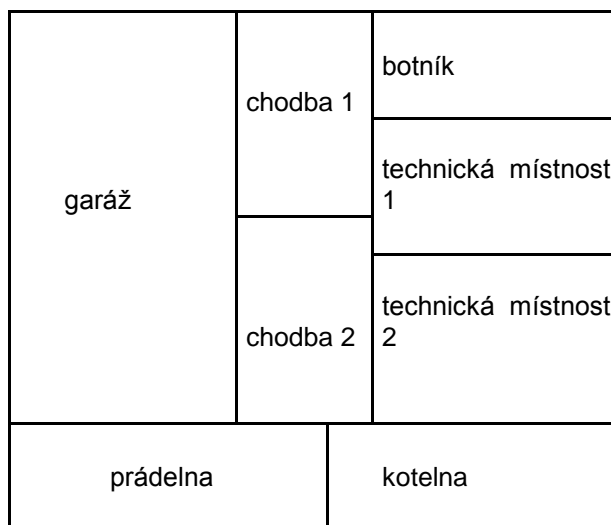 botník
chodba 1
technická místnost
1
garáž
technická místnost
2
chodba 2
prádelna
kotelna